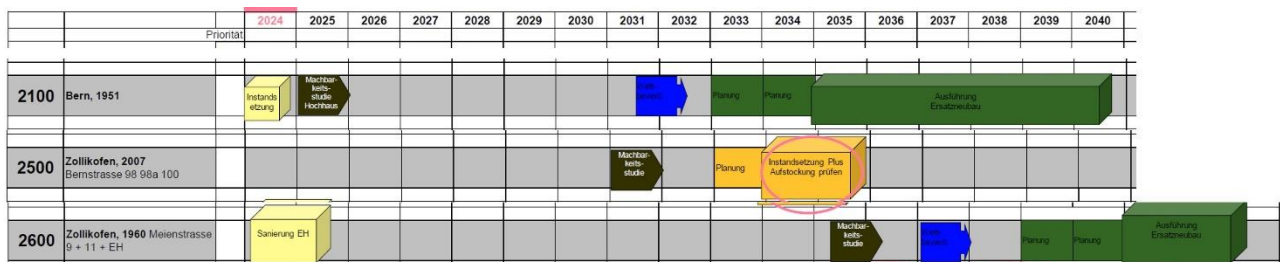 2024 2025 2026 2027 2028 2029 2030 2031 2032 2033 2034 2035 2036 2037 2038 2039 2040
Priorität
2100 Bern, 1951
Instands
etzung
Machbar-
keits-
studie
Hochhaus
Planung
Planung
Ausführung
Ersatzneubau
2500 Zollikofen, 2007
Bernstrasse 98 98a 100
Machbar-
keits-
studie
Planung
Instandsetzung Plus
Aufstockung prüfen
2600 Zollikofen, 1960 Meienstrasse
9 + 11 + EH
Sanierung EH
Machbar-
keits-
studie
Planung
Planung
Ausführung
Ersatzneubau